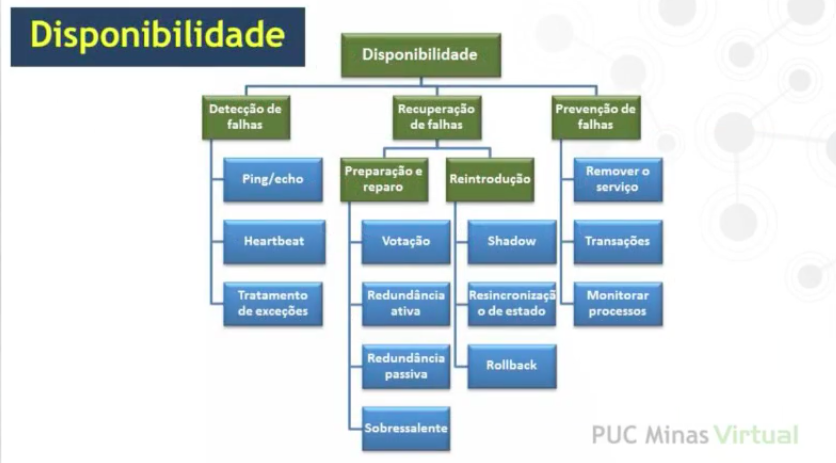 Disponibilidade
Disponibilidade
Detecção de
falhas
Recuperação
de falhas
Prevenção de
falhas
Ping/echo
Heartbeat
Tratamento
de exceções
Preparação e
reparo
Reintrodução
Votação
Redundância
ativa
Redundância
passiva
Sobressalente
Shadow
Resincronizaçã
o de estado
Rollback
Remover o
serviço
Transações
Monitorar
processos
PUC Minas Virtual